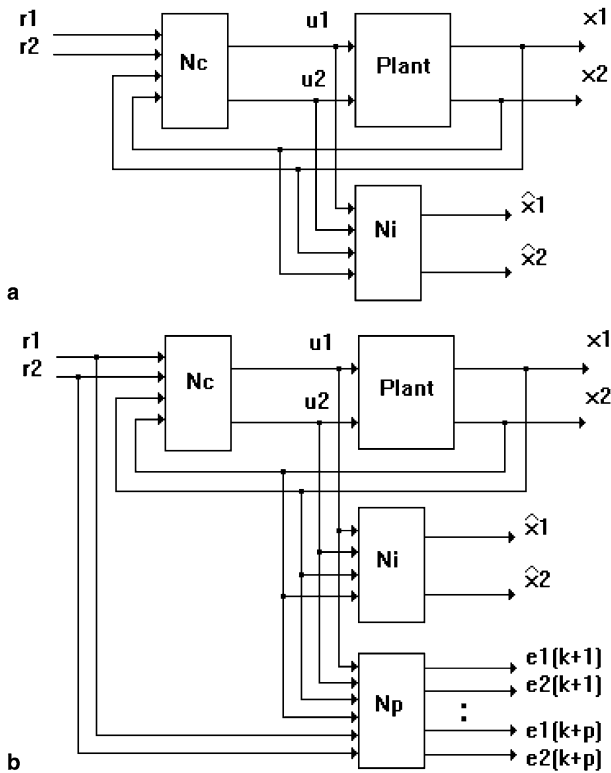 r1
r2
Nc
u1
u2
Plant
x1
x2
Ni
x̂1
x̂2
a
r1
r2
Nc
u1
u2
Plant
x1
x2
Ni
x̂1
x̂2
Np
e1(k+1)
e2(k+1)
:
e1(k+p)
e2(k+p)
b